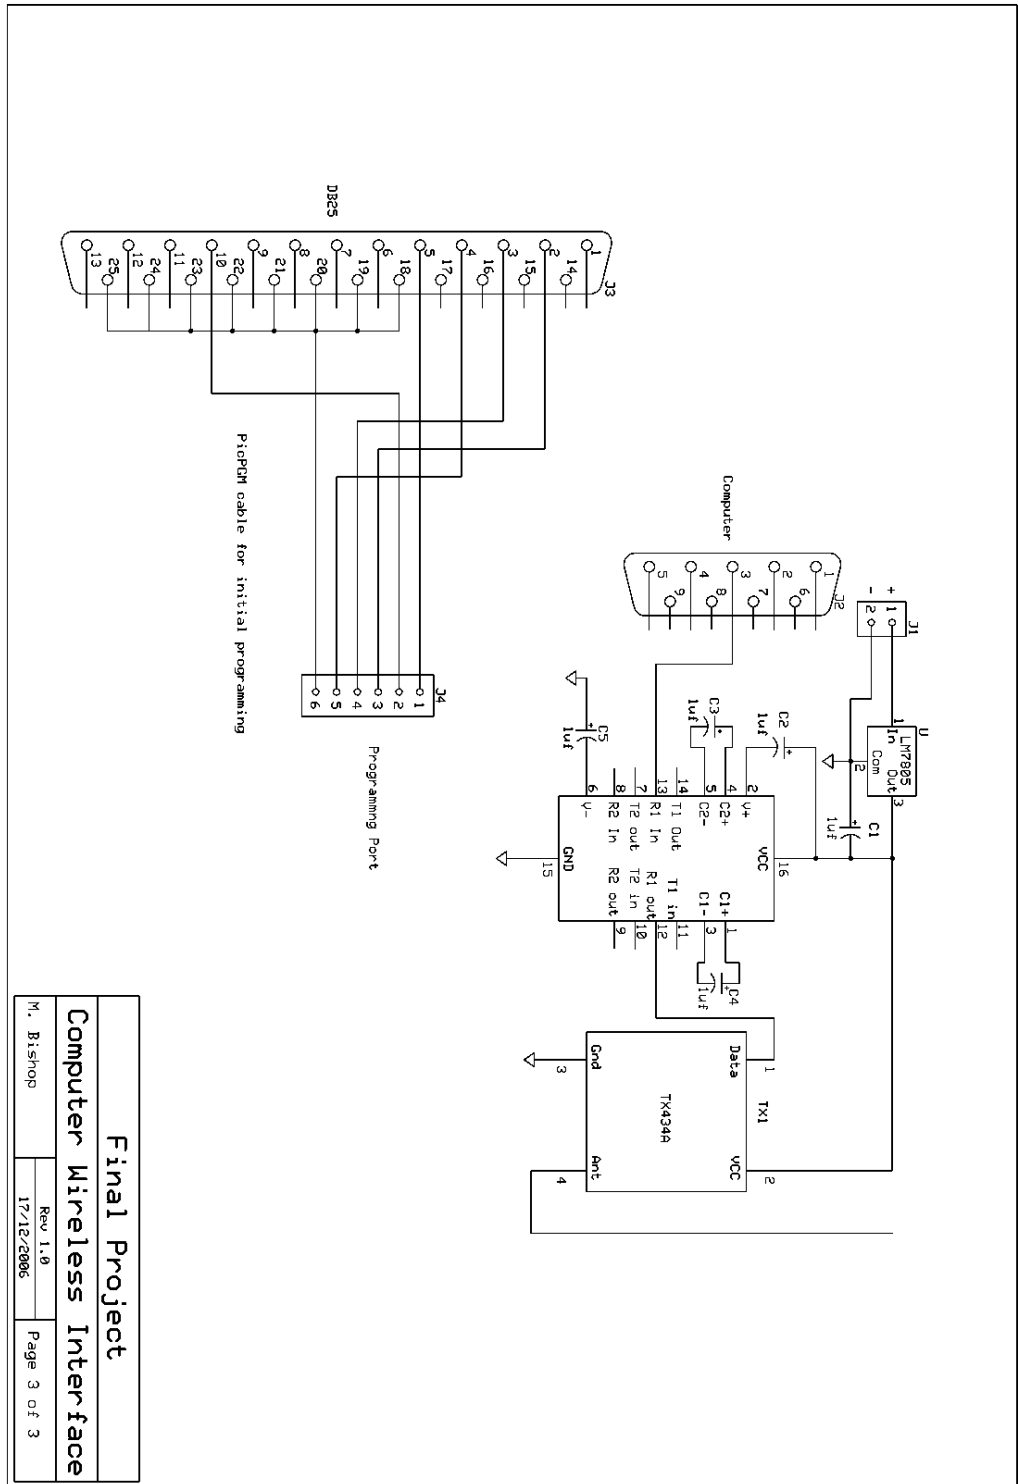 DB25
J3
1
14
2
15
3
16
4
17
5
18
6
19
7
20
8
21
9
22
10
23
11
24
12
25
13
PicPGM cable for initial programming
J4
1
2
3
4
5
6
Programmng Port
Computer
J2
1
6
2
7
3
8
4
9
5
J1
+ 1
- 2
U
LM7805
1 In
Out 3
Com
2
C1
1uf
C2
1uf
C3
1uf
C5
1uf
2 V+
4 C2+
5 C2-
14 T1 Out
13 R1 In
7 T2 out
8 R2 In
6 V-
VCC 16
GND 15
C1+ 1
C1- 3
T1 in 11
R1 out 12
T2 in 10
R2 out 9
C4
1uf
TX1
TX434A
1 Data
VCC 2
3 Gnd
Ant 4
Final Project
Computer Wireless Interface
M. Bishop
Rev 1.0
17/12/2006
Page 3 of 3